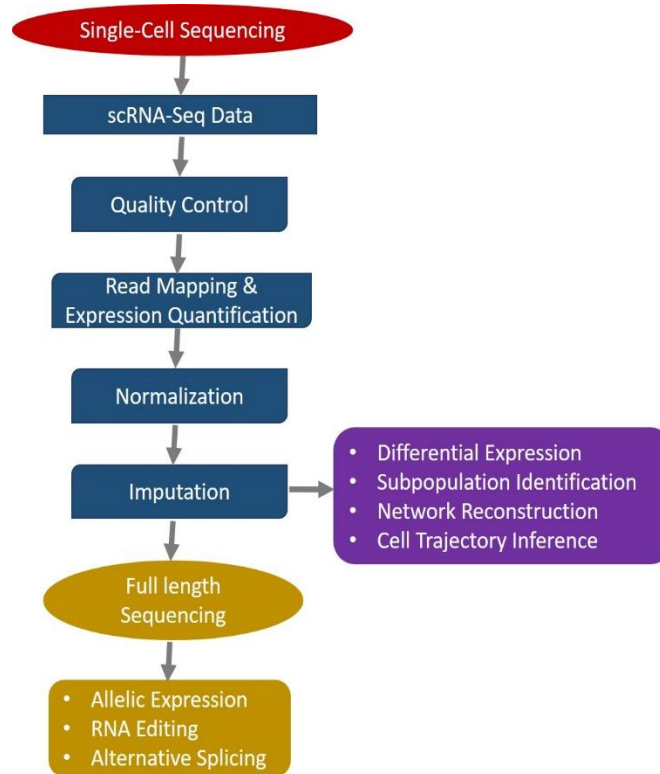 Single-Cell Sequencing
scRNA-Seq Data
Quality Control
Read Mapping &
Expression Quantification
Normalization
Imputation
• Differential Expression
• Subpopulation Identification
• Network Reconstruction
• Cell Trajectory Inference
Full length
Sequencing
• Allelic Expression
• RNA Editing
• Alternative Splicing